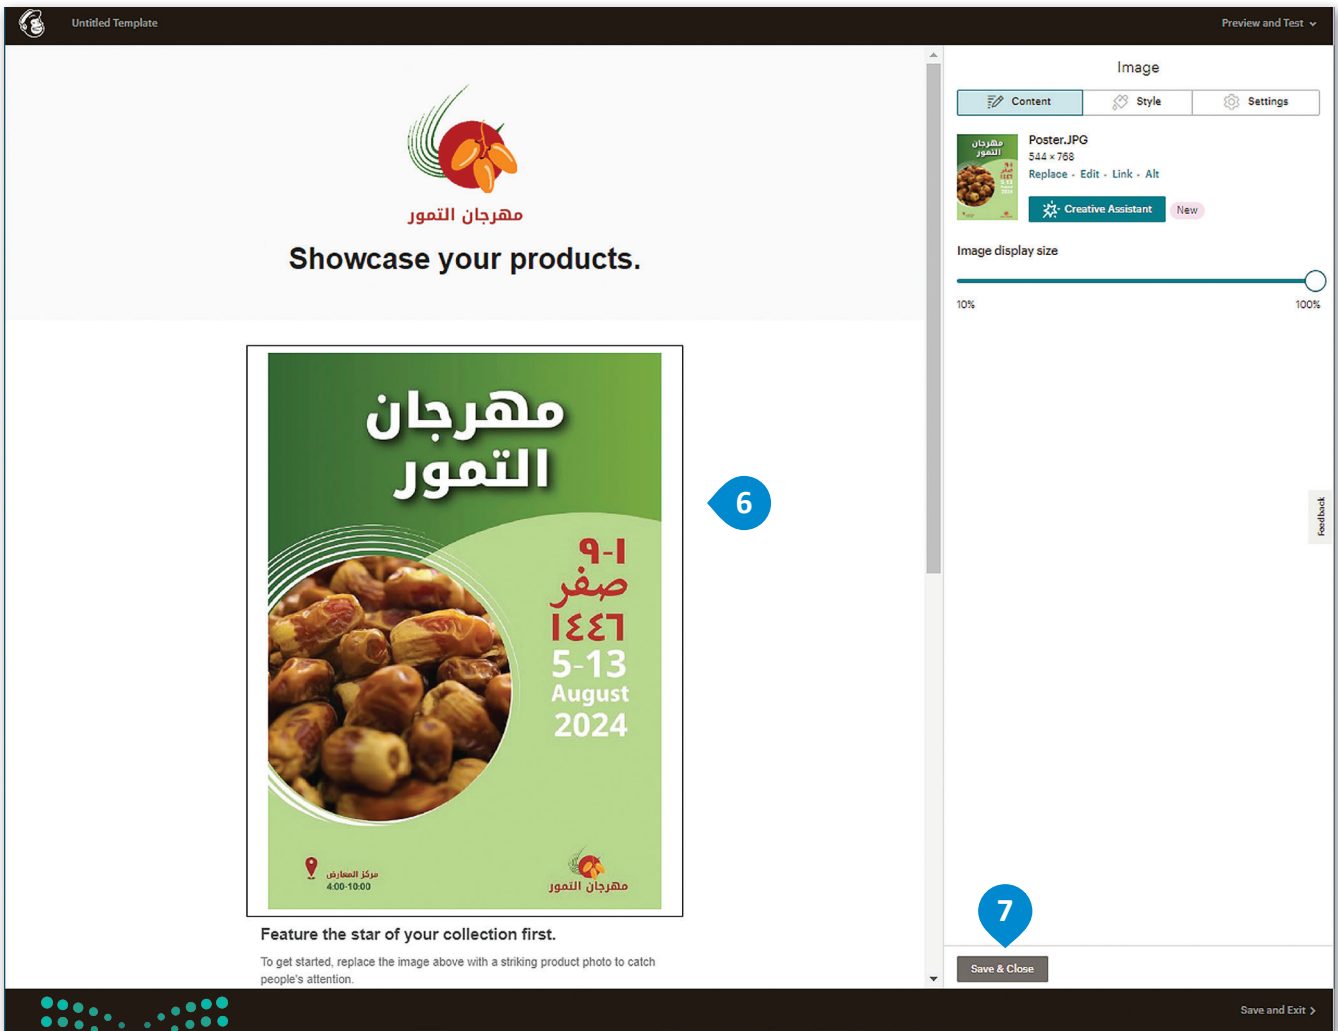 Untitled Template
Preview and Test
مهرجان التمور
Showcase your products.
مهرجان
التمور
٩-١
صفر
١٤٤٦
5-13
August
2024
مركز المعارض
4:00-10:00
مهرجان التمور
Feature the star of your collection first.
To get started, replace the image above with a striking product photo to catch
people's attention.
6
Image
Content Style Settings
مهرجان
التمور
Poster.JPG
544 × 768
Replace - Edit - Link - Alt
Creative Assistant New
Image display size
10% 100%
Feedback
7
Save & Close
Save and Exit